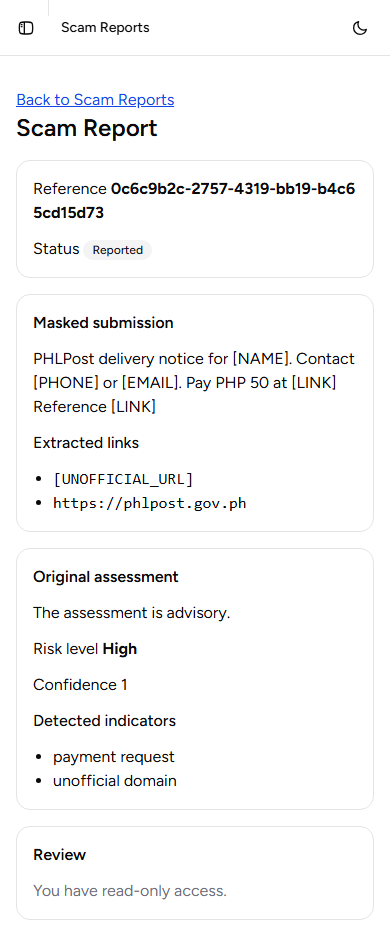 Scam Reports
Back to Scam Reports
Scam Report
Reference 0c6c9b2c-2757-4319-bb19-b4c6
5cd15d73
Status Reported
Masked submission
PHLPost delivery notice for [NAME]. Contact
[PHONE] or [EMAIL]. Pay PHP 50 at [LINK]
Reference [LINK]
Extracted links
• [UNOFFICIAL_URL]
• https://phlpost.gov.ph
Original assessment
The assessment is advisory.
Risk level High
Confidence 1
Detected indicators
• payment request
• unofficial domain
Review
You have read-only access.